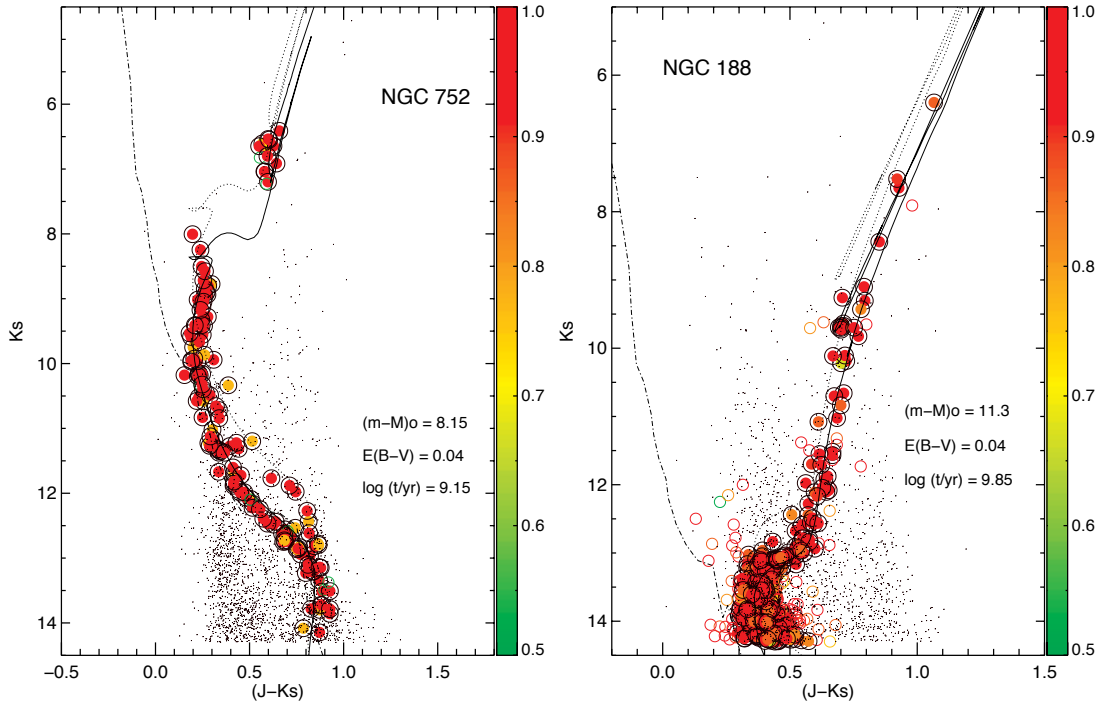 NGC 752
(m−M)o = 8.15
E(B−V) = 0.04
log (t/yr) = 9.15
Ks
6
8
10
12
14
−0.5
0.0
0.5
1.0
1.5
(J−Ks)
1.0
0.9
0.8
0.7
0.6
0.5
NGC 188
(m−M)o = 11.3
E(B−V) = 0.04
log (t/yr) = 9.85
Ks
6
8
10
12
14
0.0
0.5
1.0
1.5
(J−Ks)
1.0
0.9
0.8
0.7
0.6
0.5